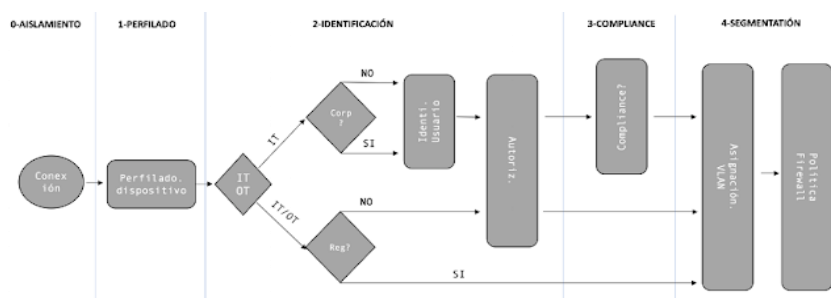 0-AISLAMIENTO
1-PERFILADO
2-IDENTIFICACIÓN
3-COMPLIANCE
4-SEGMENTATIÓN
Conex
ión
Perfilado.
dispositivo
IT
OT
IT
IT/OT
Corp
?
NO
SI
Identi.
Usuario
Reg?
NO
SI
Autoriz.
Compliance?
Asignación.
VLAN
Política
Firewall